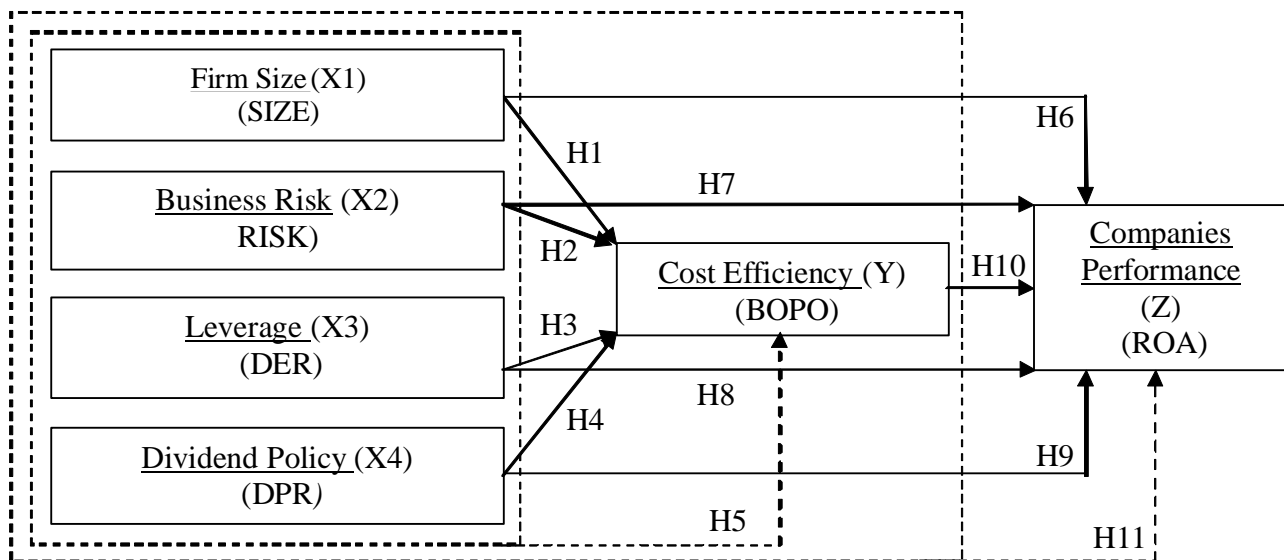 Firm Size (X1)
(SIZE)
H6
H1
Business Risk (X2)
RISK)
H7
H2
Companies
Performance
(Z)
(ROA)
Cost Efficiency (Y)
(BOPO)
H10
Leverage (X3)
(DER)
H3
H8
H4
Dividend Policy (X4)
(DPR)
H9
H5
H11